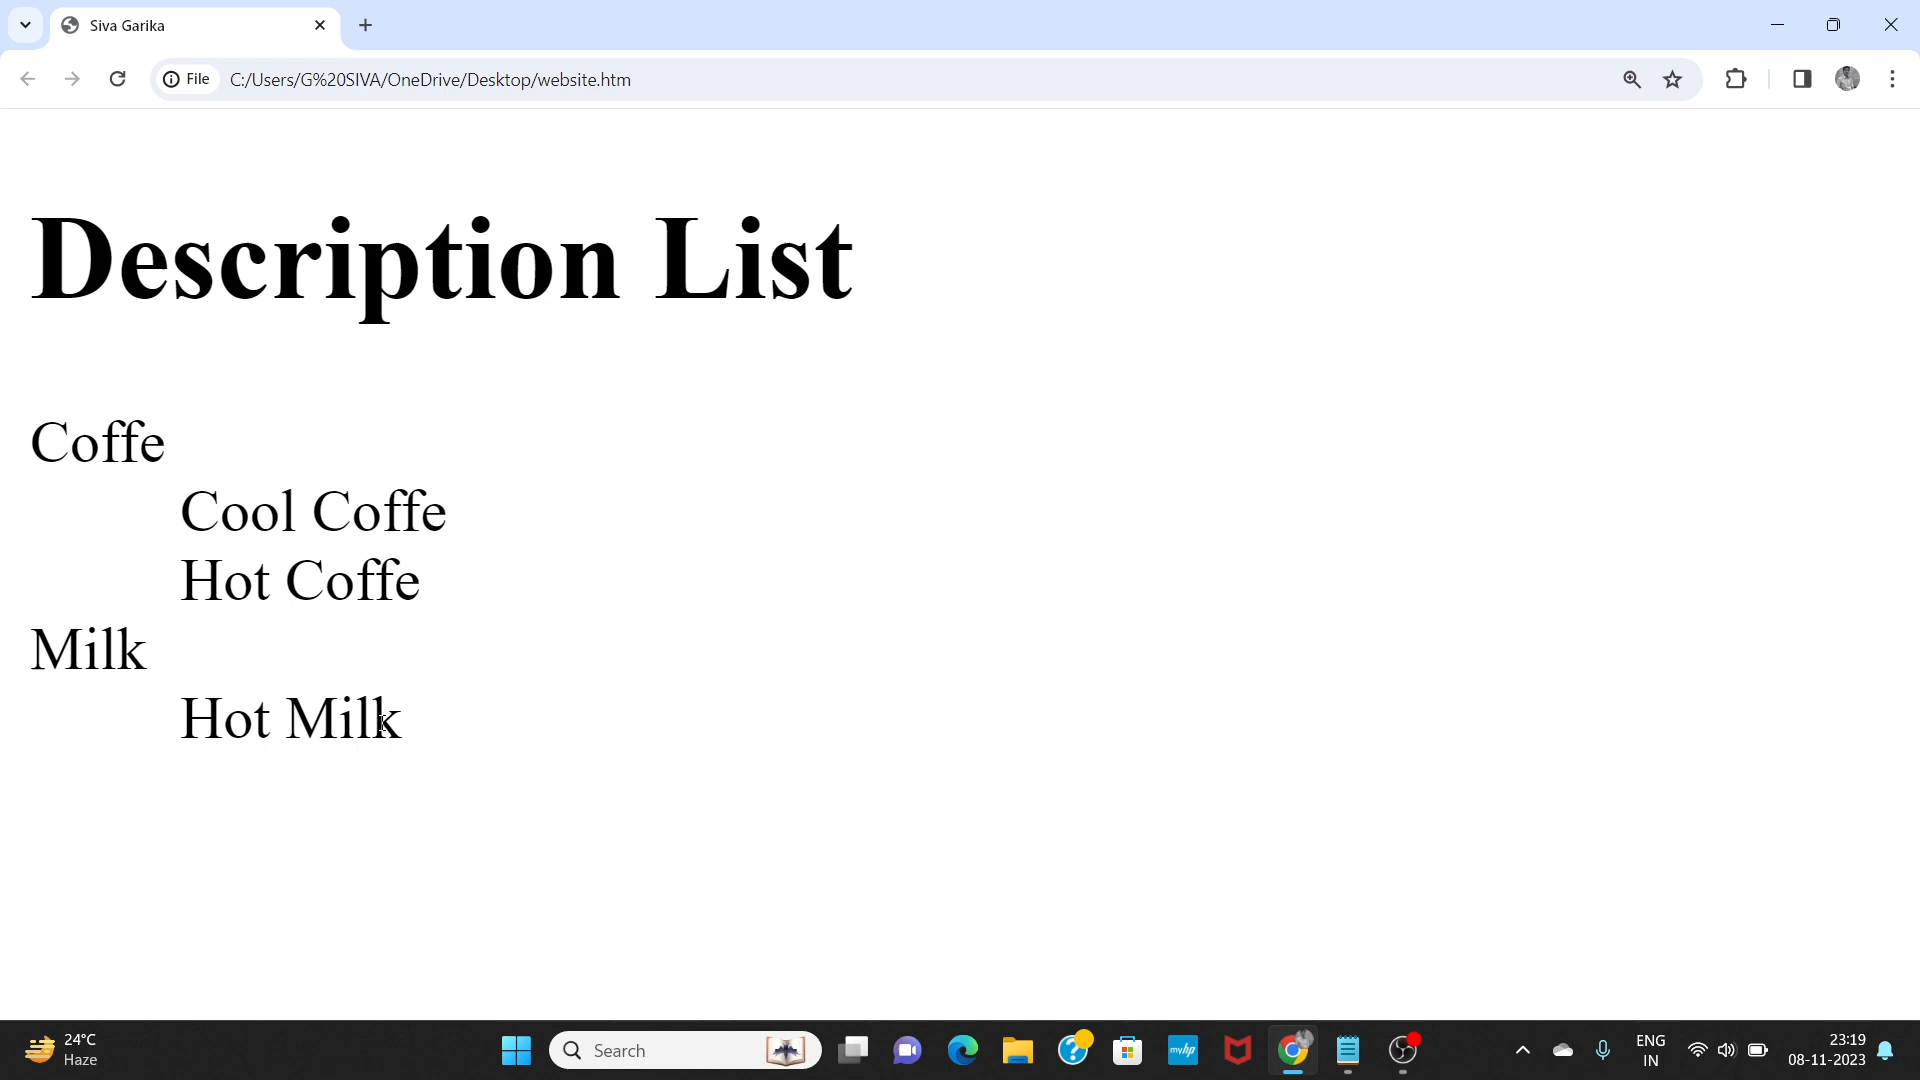 Siva Garika
File
C:/Users/G%20SIVA/OneDrive/Desktop/website.htm
Description List
Coffe
Cool Coffe
Hot Coffe
Milk
Hot Milk
24°C
Haze
Search
myhp
ENG
IN
23:19
08-11-2023